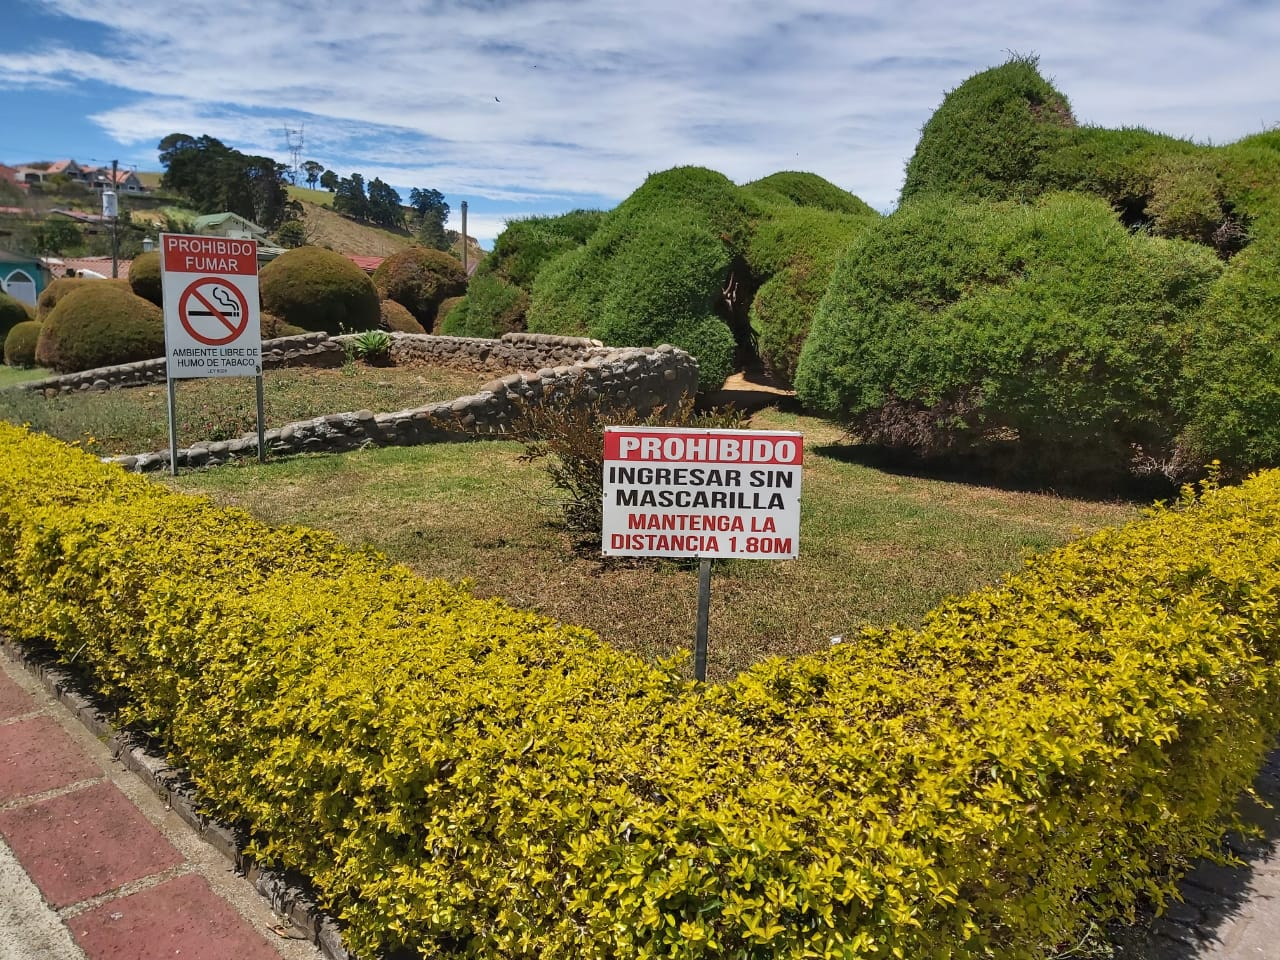 PROHIBIDO
FUMAR
AMBIENTE LIBRE DE
HUMO DE TABACO
PROHIBIDO
INGRESAR SIN
MASCARILLA
MANTENGA LA
DISTANCIA 1.80M